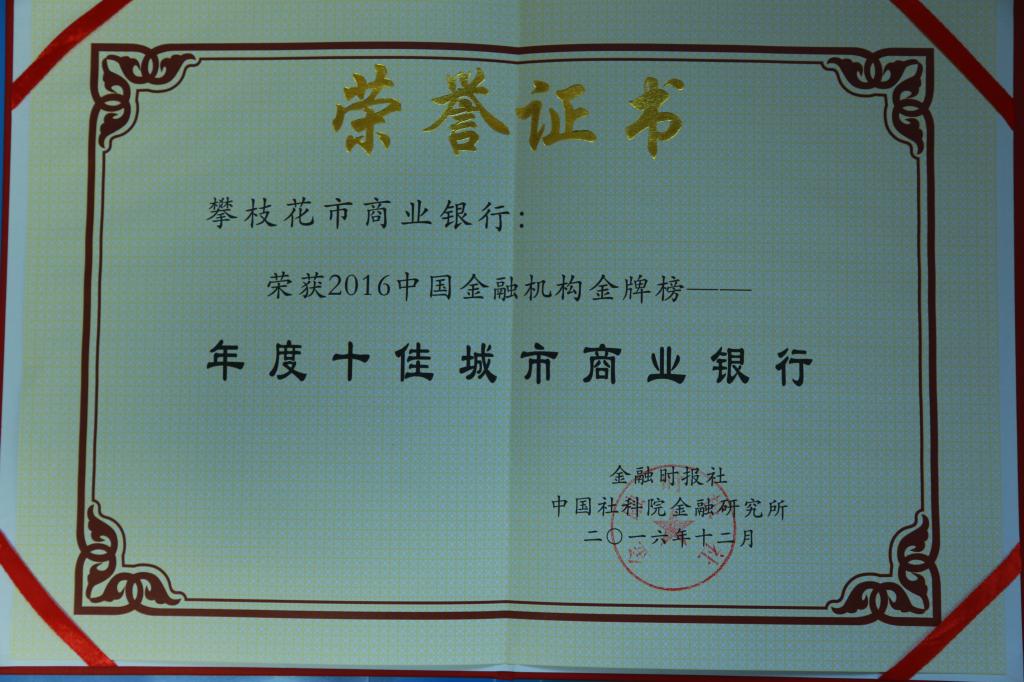 荣誉证书
攀枝花市商业银行：
荣获2016中国金融机构金牌榜——
年度十佳城市商业银行
金融时报社
中国社科院金融研究所
二〇一六年十二月